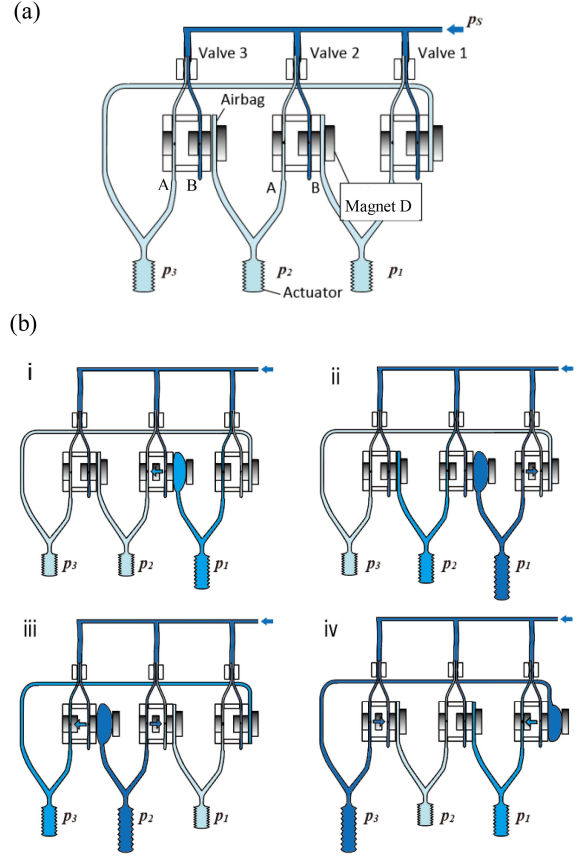 (a)
pS
Valve 3
Valve 2
Valve 1
Airbag
A
B
A
B
Magnet D
p3
p2
p1
Actuator
(b)
i
ii
p3
p2
p1
p3
p2
p1
iii
iv
p3
p2
p1
p3
p2
p1